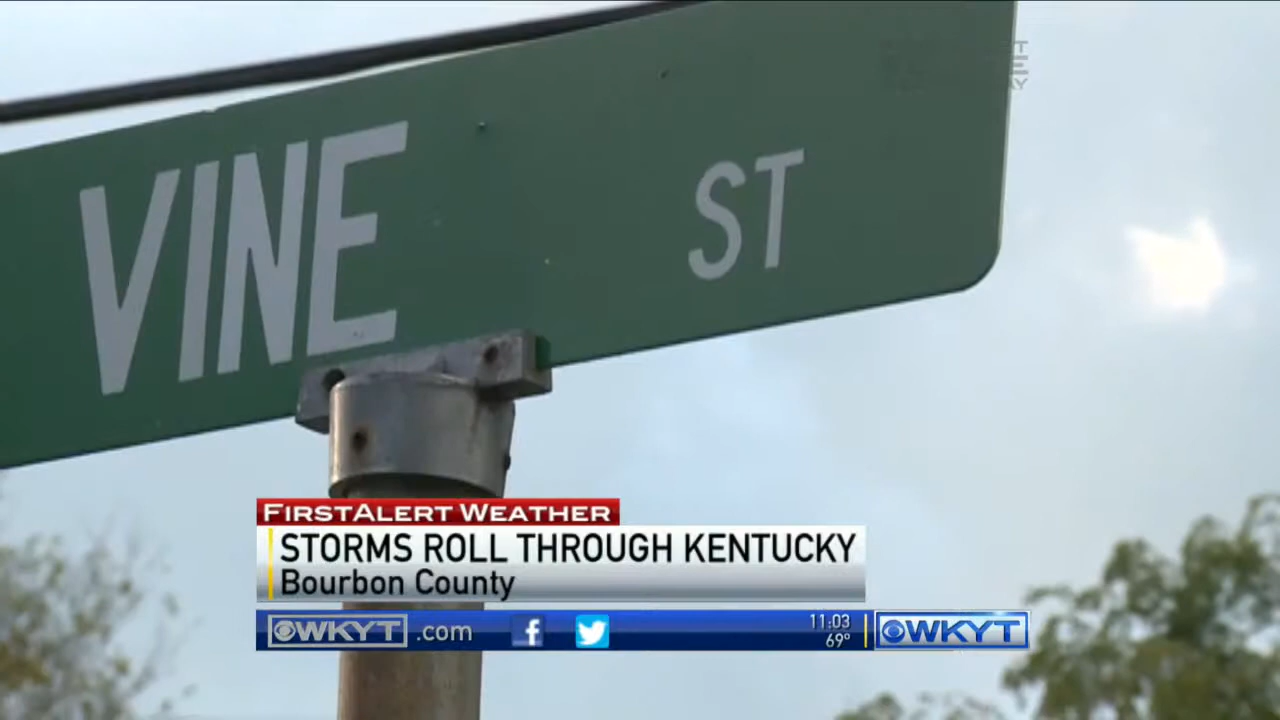 VINE ST
FIRSTALERT WEATHER
STORMS ROLL THROUGH KENTUCKY
Bourbon County
WKYT .com
11:03
69°
WKYT